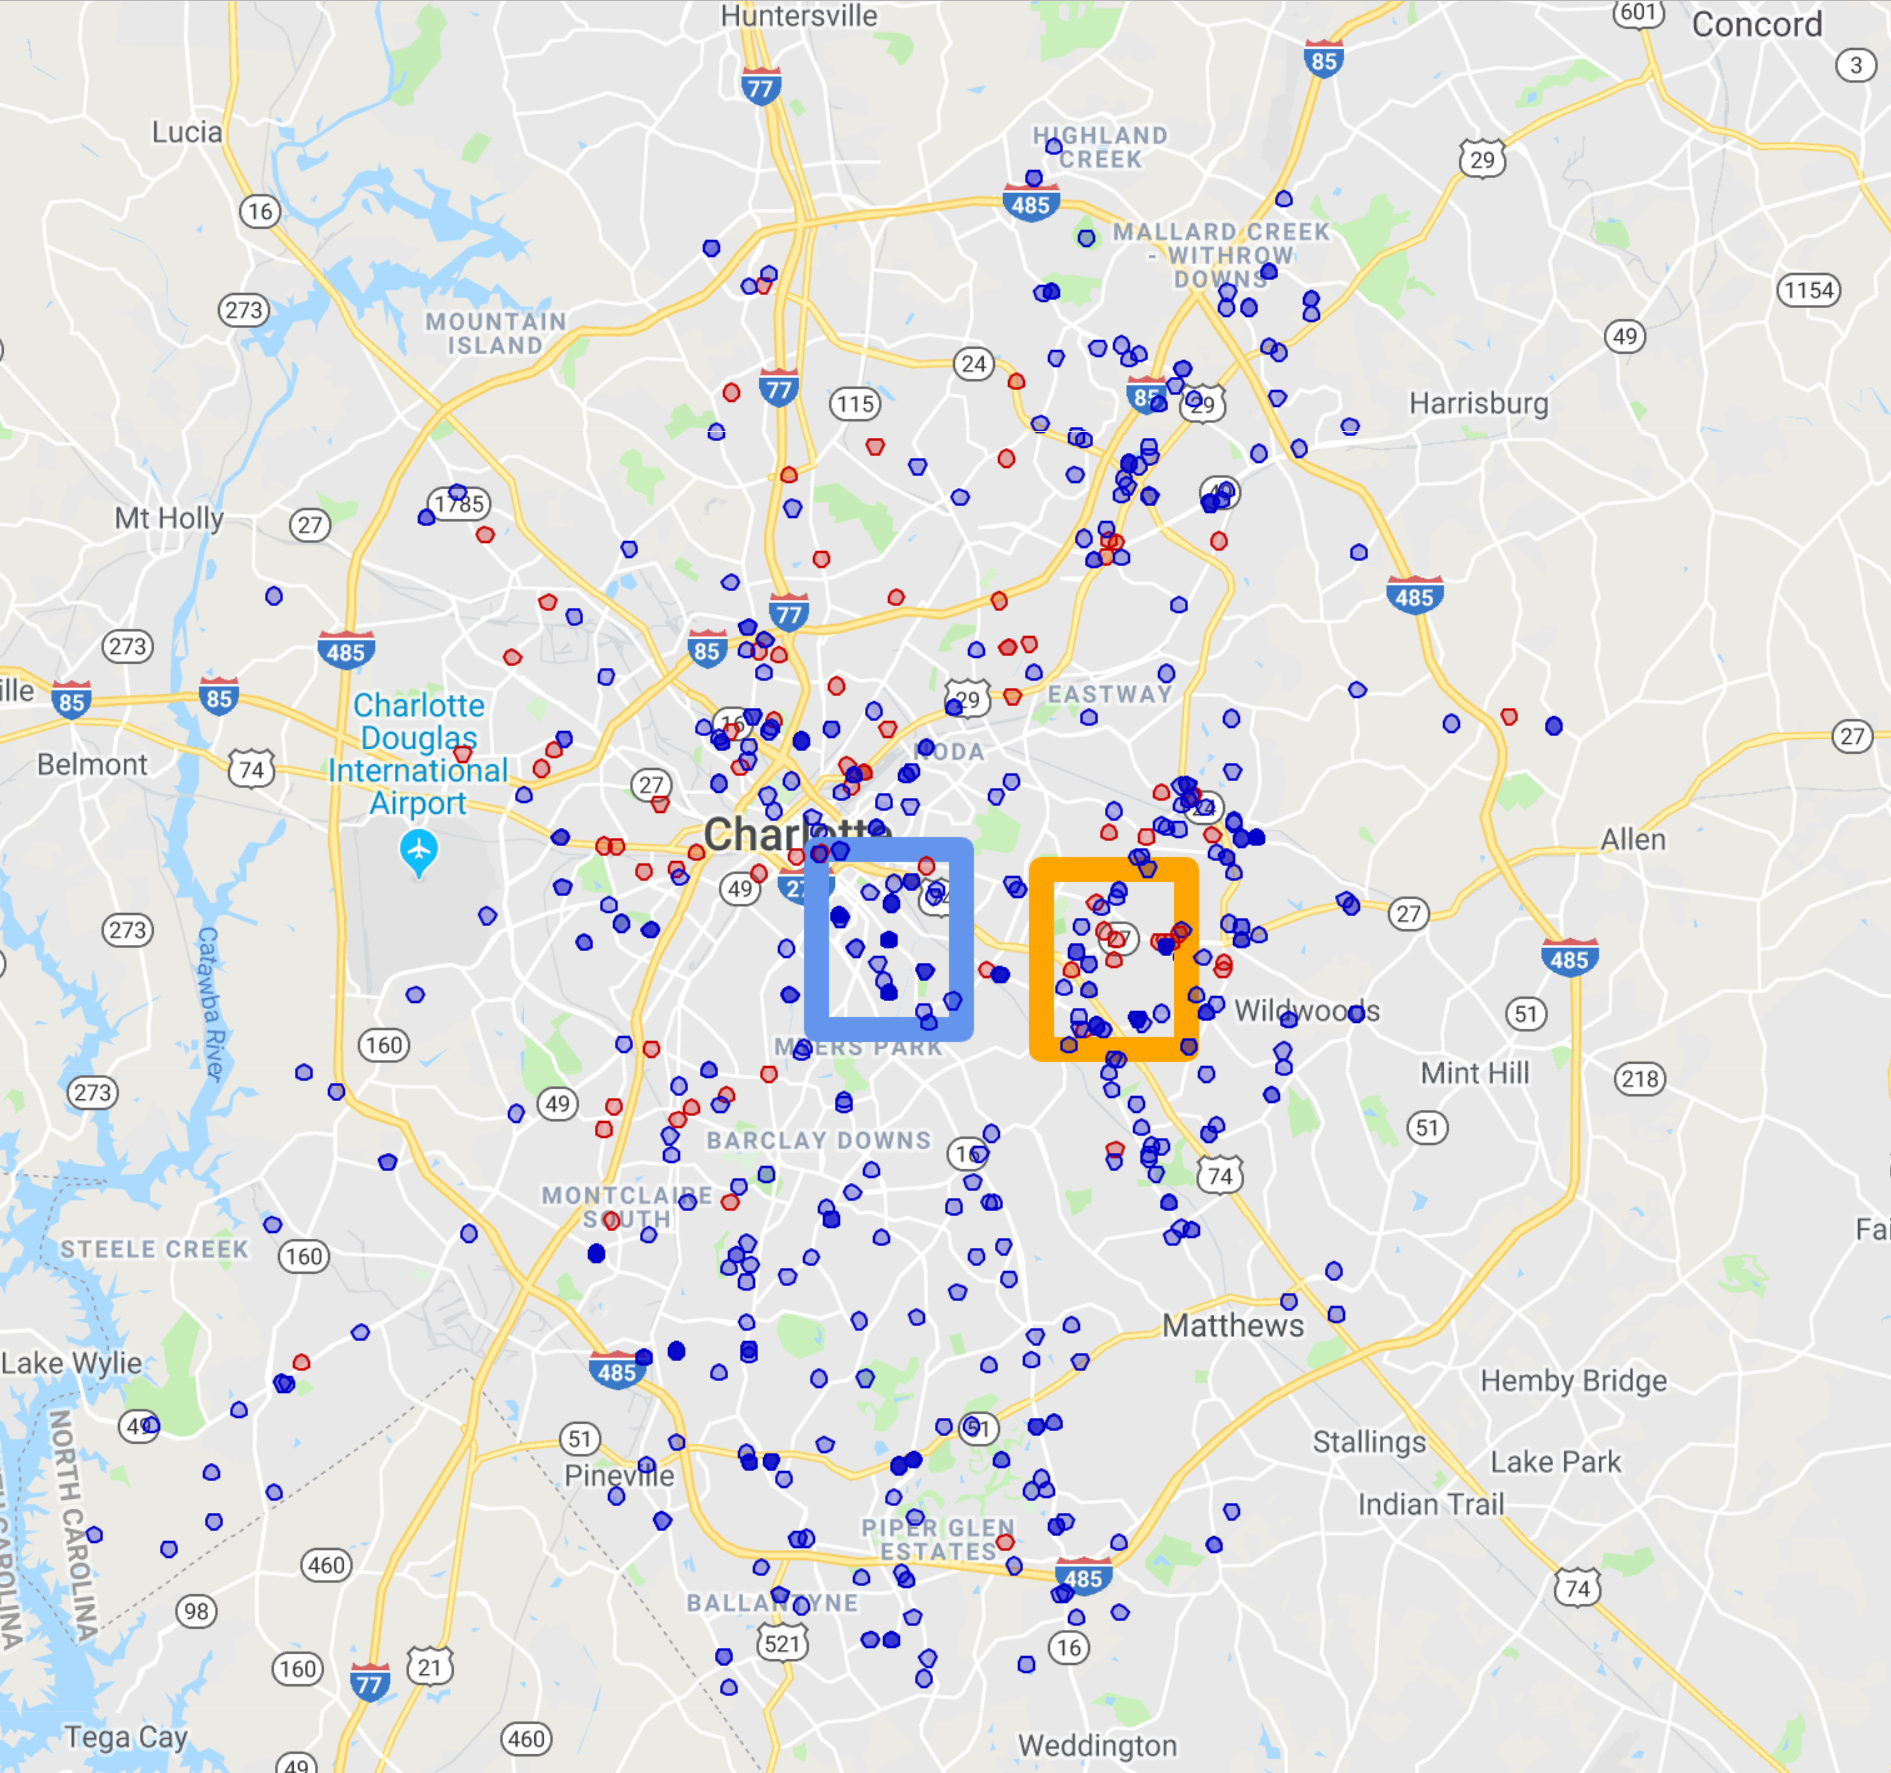 Huntersville
601
Concord
85
3
77
Lucia
HIGHLAND
CREEK
29
485
16
MALLARD CREEK
- WITHROW
DOWNS
1154
273
MOUNTAIN
ISLAND
49
24
77
85
29
115
Harrisburg
1785
Mt Holly
27
485
77
273
485
85
ille
85
85
Charlotte
Douglas
International
Airport
29
EASTWAY
16
27
NODA
Belmont
74
27
24
Charlotte
Allen
49
27
273
27
27
485
Catawba River
Wildwoods
51
160
MYERS PARK
Mint Hill
218
273
49
51
BARCLAY DOWNS
16
74
MONTCLAIRE
SOUTH
STEELE CREEK
160
Fai
Matthews
Lake Wylie
485
Hemby Bridge
49
51
51
Stallings
Lake Park
Pineville
Indian Trail
NORTH CAROLINA
PIPER GLEN
ESTATES
460
485
74
98
BALLANTYNE
521
16
160
21
77
Tega Cay
460
Weddington
49